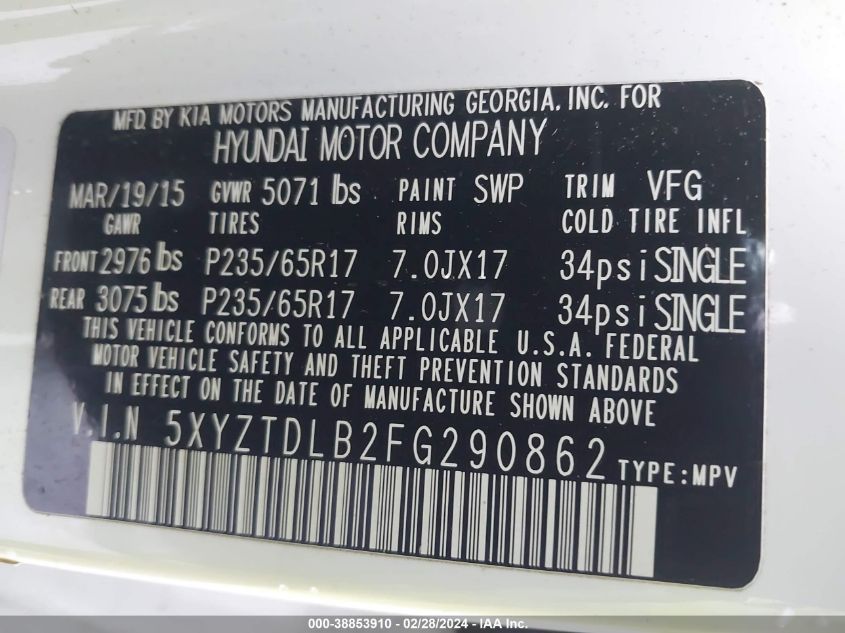 MFD. BY KIA MOTORS MANUFACTURING GEORGIA. INC. FOR
HYUNDAI MOTOR COMPANY
MAR/19/15 GVWR 5071 lbs PAINT SWP TRIM VFG
GAWR TIRES RIMS COLD TIRE INFL
FRONT 2976 lbs P235/65R17 7.0JX17 34psi SINGLE
REAR 3075 lbs P235/65R17 7.0JX17 34psi SINGLE
THIS VEHICLE CONFORMS TO ALL APPLICABLE U.S.A. FEDERAL
MOTOR VEHICLE SAFETY AND THEFT PREVENTION STANDARDS
IN EFFECT ON THE DATE OF MANUFACTURE SHOWN ABOVE
V.I.N 5XYZTDLB2FG290862 TYPE:MPV
000-38853910 - 02/28/2024 - IAA Inc.